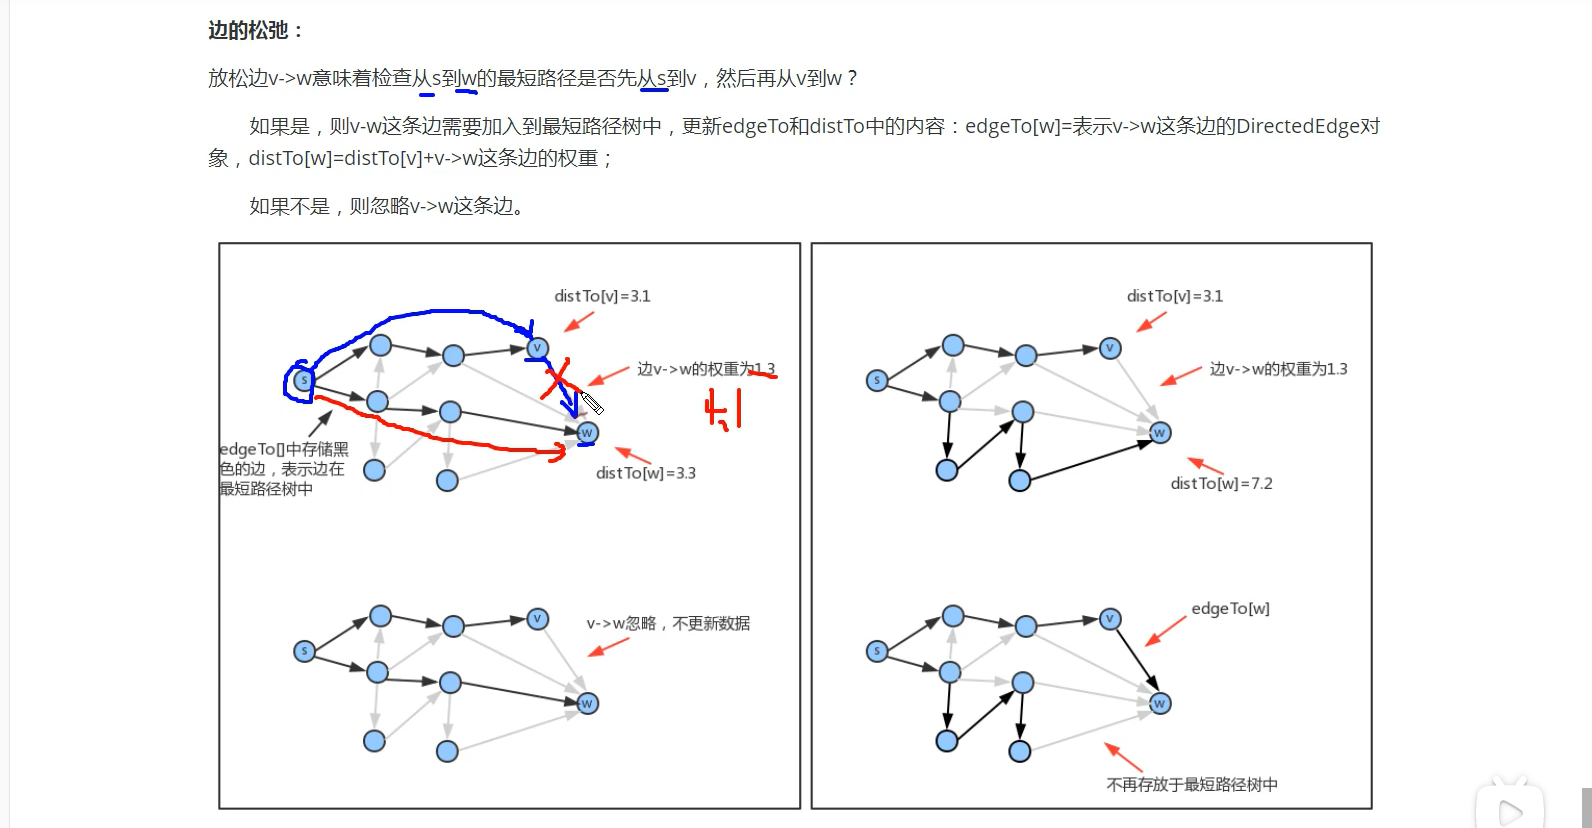 边的松弛：
放松边v->w意味着检查从s到w的最短路径是否先从s到v，然后再从v到w？
如果是，则v-w这条边需要加入到最短路径树中，更新edgeTo和distTo中的内容：edgeTo[w]=表示v->w这条边的DirectedEdge对
象，distTo[w]=distTo[v]+v->w这条边的权重；
如果不是，则忽略v->w这条边。
distTo[v]=3.1
v
边v->w的权重为1.3
s
4.1
w
edgeTo[]中存储黑
色的边，表示边在
最短路径树中
distTo[w]=3.3
distTo[v]=3.1
v
边v->w的权重为1.3
s
w
distTo[w]=7.2
v
v->w忽略，不更新数据
s
w
edgeTo[w]
v
s
w
不再存放于最短路径树中